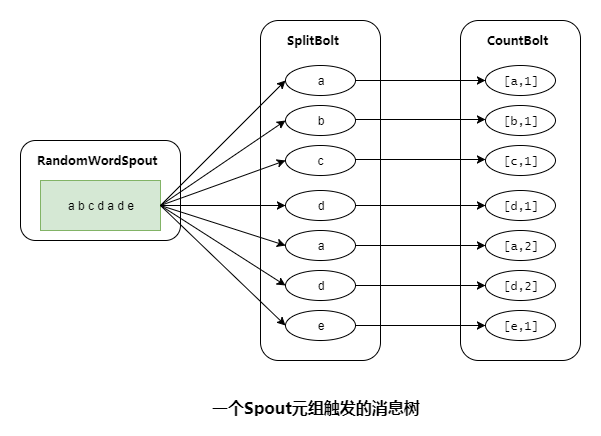 RandomWordSpout
a b c d a d e
SplitBolt
a
b
c
d
a
d
e
CountBolt
[a,1]
[b,1]
[c,1]
[d,1]
[a,2]
[d,2]
[e,1]
一个Spout元组触发的消息树